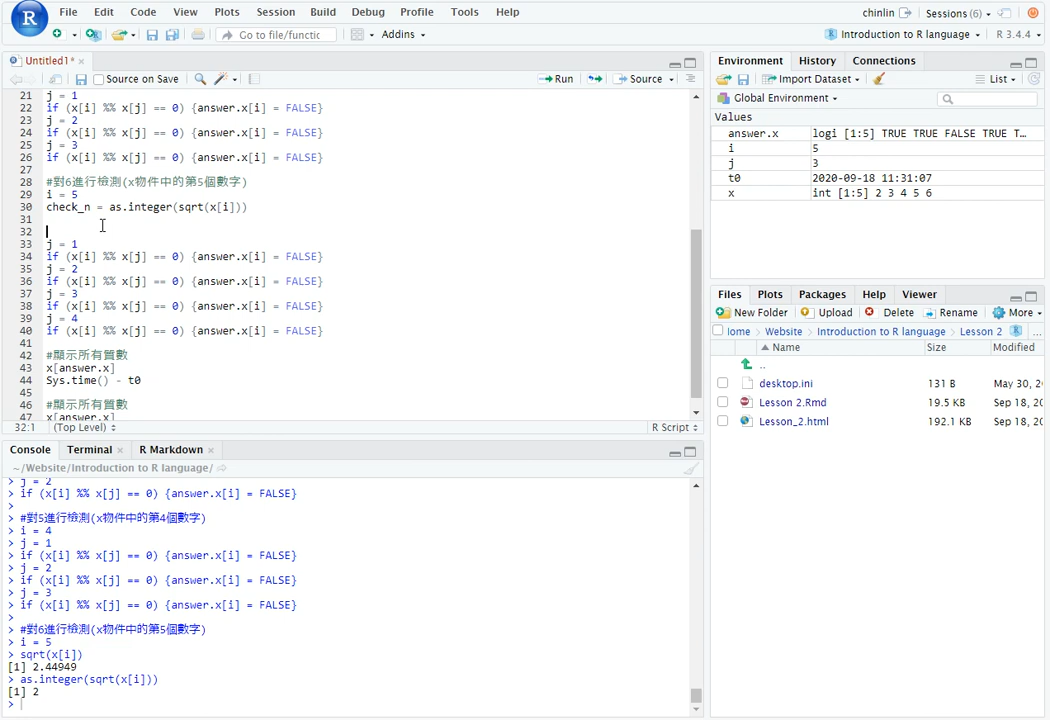 File Edit Code View Plots Session Build Debug Profile Tools Help
chinlin Sessions (6)
Go to file/functic Addins
Introduction to R language R 3.4.4
Untitled1* ×
Source on Save Run Source
21 j = 1
22 if (x[i] %% x[j] == 0) {answer.x[i] = FALSE}
23 j = 2
24 if (x[i] %% x[j] == 0) {answer.x[i] = FALSE}
25 j = 3
26 if (x[i] %% x[j] == 0) {answer.x[i] = FALSE}
27
28 #對6進行檢測(x物件中的第5個數字)
29 i = 5
30 check_n = as.integer(sqrt(x[i]))
31
32
33 j = 1
34 if (x[i] %% x[j] == 0) {answer.x[i] = FALSE}
35 j = 2
36 if (x[i] %% x[j] == 0) {answer.x[i] = FALSE}
37 j = 3
38 if (x[i] %% x[j] == 0) {answer.x[i] = FALSE}
39 j = 4
40 if (x[i] %% x[j] == 0) {answer.x[i] = FALSE}
41
42 #顯示所有質數
43 x[answer.x]
44 Sys.time() - t0
45
46 #顯示所有質數
47 x[answer.x]
32:1 (Top Level) R Script
Console Terminal × R Markdown ×
~/Website/Introduction to R language/
> j = 2
> if (x[i] %% x[j] == 0) {answer.x[i] = FALSE}
>
> #對5進行檢測(x物件中的第4個數字)
> i = 4
> j = 1
> if (x[i] %% x[j] == 0) {answer.x[i] = FALSE}
> j = 2
> if (x[i] %% x[j] == 0) {answer.x[i] = FALSE}
> j = 3
> if (x[i] %% x[j] == 0) {answer.x[i] = FALSE}
>
> #對6進行檢測(x物件中的第5個數字)
> i = 5
> sqrt(x[i])
[1] 2.44949
> as.integer(sqrt(x[i]))
[1] 2
>
Environment History Connections
Import Dataset List
Global Environment
Values
answer.x logi [1:5] TRUE TRUE FALSE TRUE T…
i 5
j 3
t0 2020-09-18 11:31:07
x int [1:5] 2 3 4 5 6
Files Plots Packages Help Viewer
New Folder Upload Delete Rename More
Iome Website Introduction to R language Lesson 2 ...
Name Size Modified
..
desktop.ini 131 B May 30, 2
Lesson 2.Rmd 19.5 KB Sep 18, 20
Lesson_2.html 192.1 KB Sep 18, 20